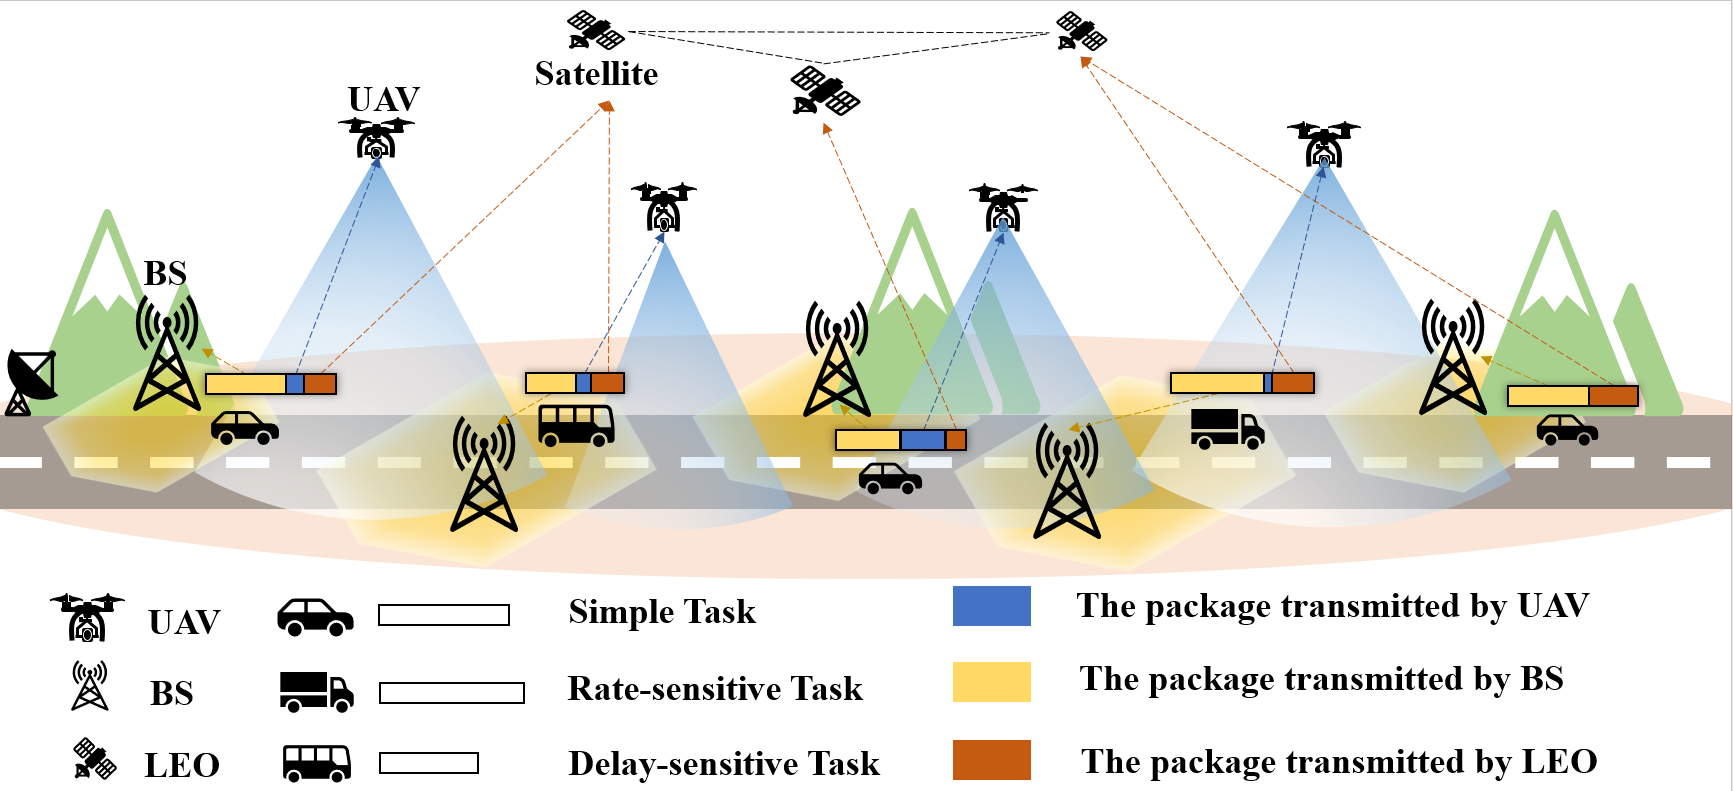 Satellite
UAV
BS
UAV
Simple Task
The package transmitted by UAV
BS
Rate-sensitive Task
The package transmitted by BS
LEO
Delay-sensitive Task
The package transmitted by LEO